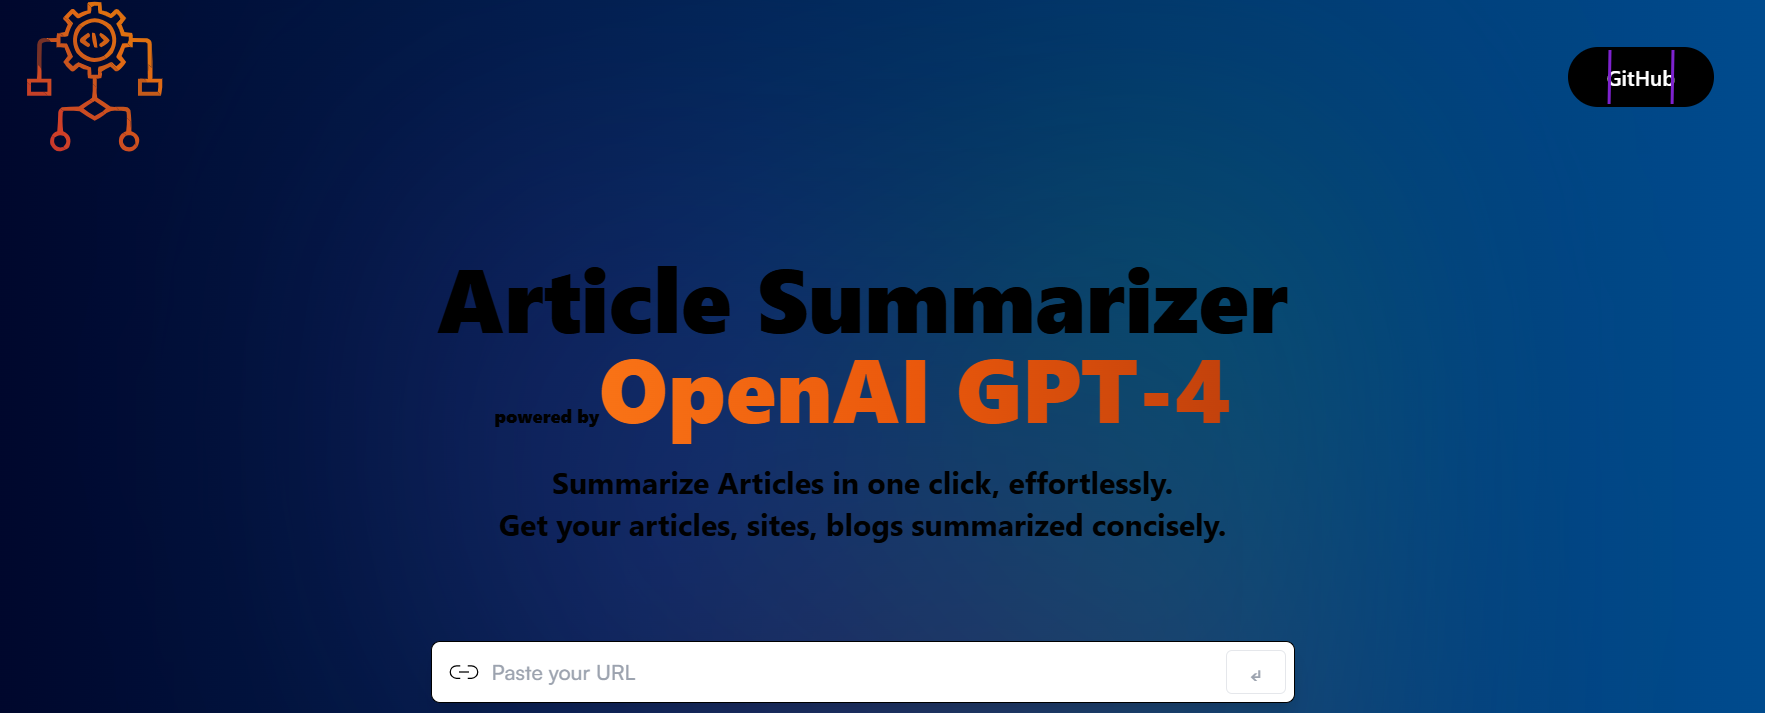 GitHub
Article Summarizer
powered by OpenAI GPT-4
Summarize Articles in one click, effortlessly.
Get your articles, sites, blogs summarized concisely.
Paste your URL